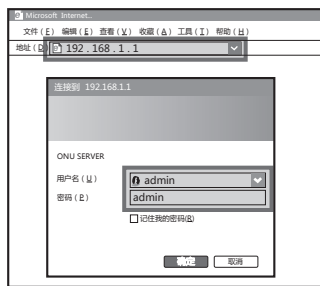 Microsoft Internet..
文件(F) 编辑(E) 查看(V) 收藏(A) 工具(T) 帮助(H)
地址(D) 192.168.1.1
连接到 192.168.1.1
ONU SERVER
用户名(U) admin
密码(P) admin
记住我的密码(R)
确定 取消